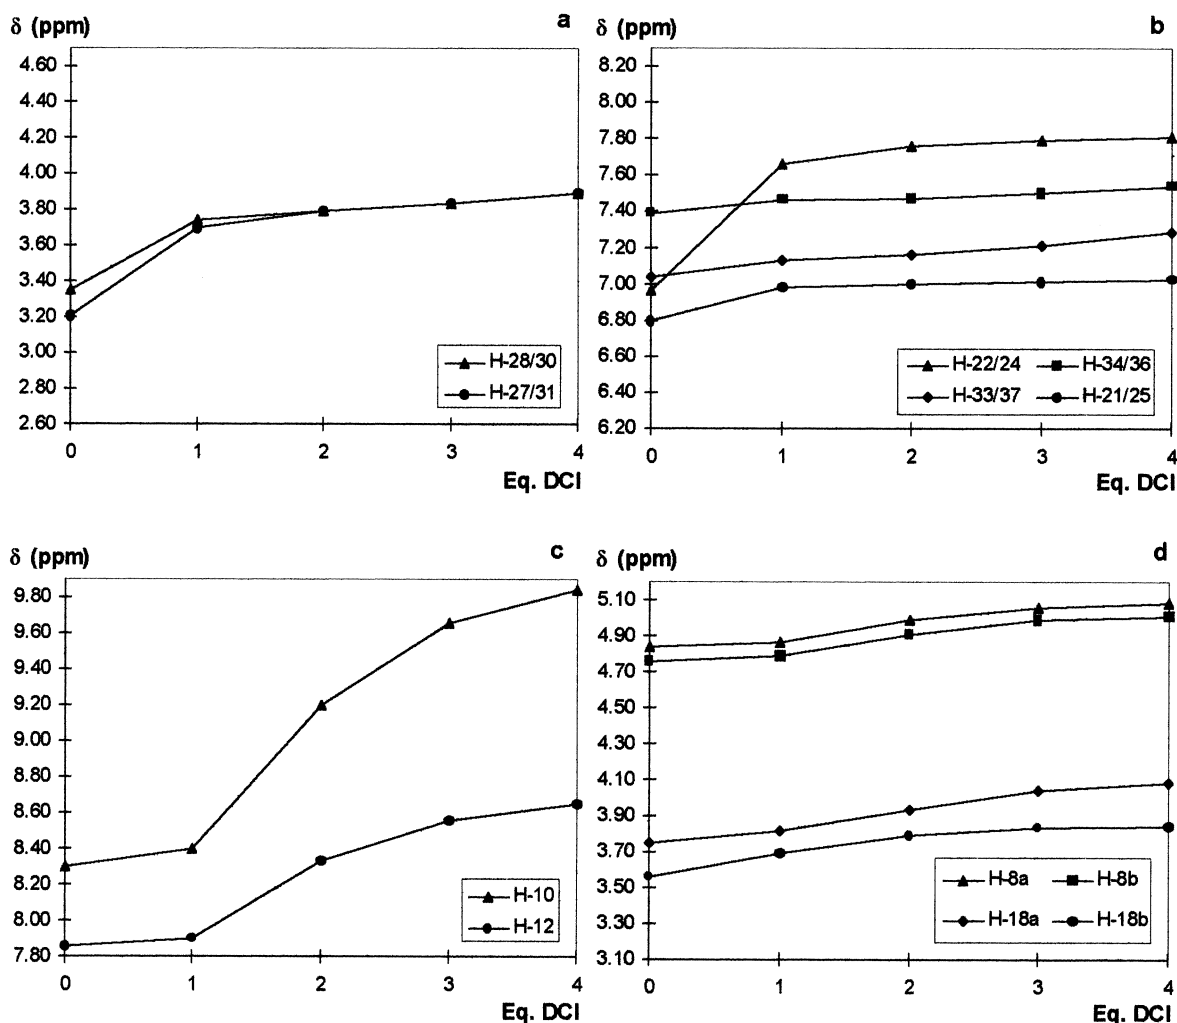 δ (ppm) a
4.60
4.40
4.20
4.00
3.80
3.60
3.40
3.20
3.00
2.80
2.60
0 1 2 3 4
Eq. DCl
H-28/30
H-27/31
δ (ppm) b
8.20
8.00
7.80
7.60
7.40
7.20
7.00
6.80
6.60
6.40
6.20
0 1 2 3 4
Eq. DCl
H-22/24 H-34/36
H-33/37 H-21/25
δ (ppm) c
9.80
9.60
9.40
9.20
9.00
8.80
8.60
8.40
8.20
8.00
7.80
0 1 2 3 4
Eq. DCl
H-10
H-12
δ (ppm) d
5.10
4.90
4.70
4.50
4.30
4.10
3.90
3.70
3.50
3.30
3.10
0 1 2 3 4
Eq. DCl
H-8a H-8b
H-18a H-18b